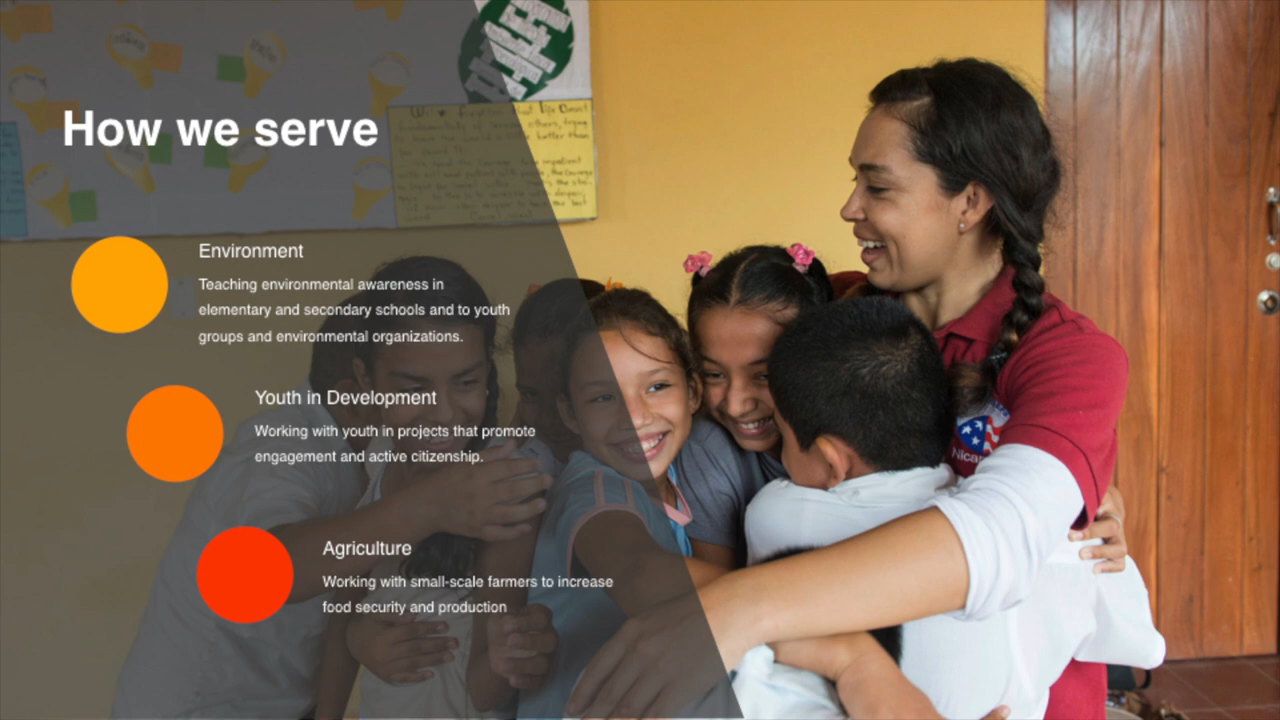 How we serve
Environment
Teaching environmental awareness in
elementary and secondary schools and to youth
groups and environmental organizations.
Youth in Development
Working with youth in projects that promote
engagement and active citizenship.
Agriculture
Working with small-scale farmers to increase
food security and production